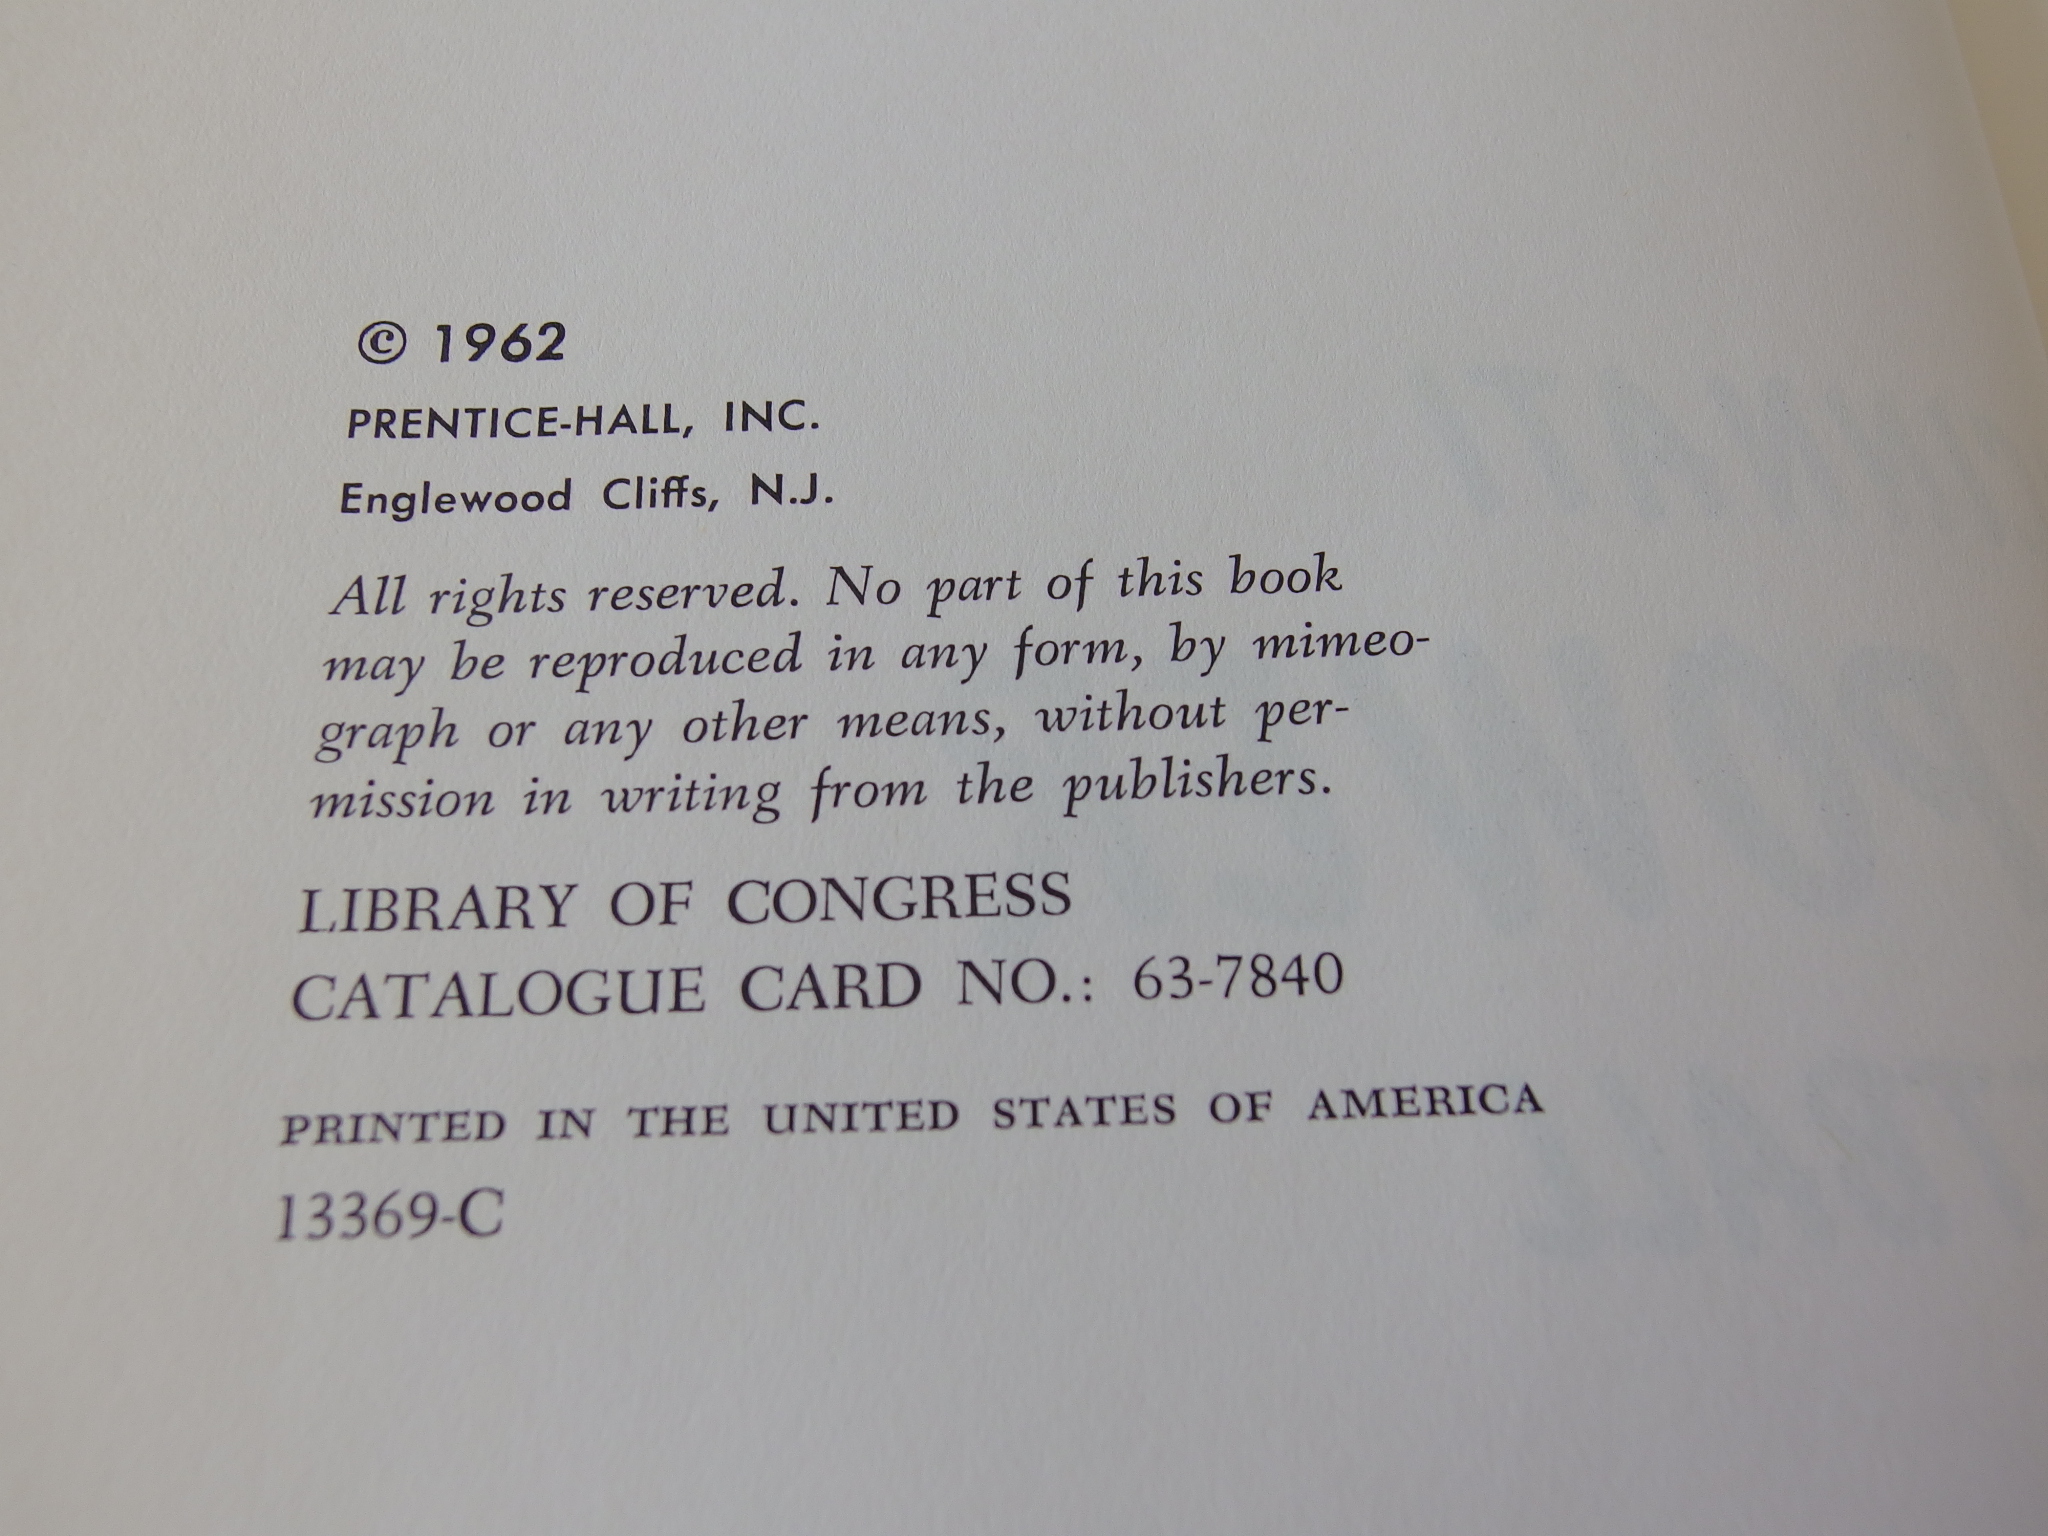 © 1962
PRENTICE-HALL, INC.
Englewood Cliffs, N.J.
All rights reserved. No part of this book
may be reproduced in any form, by mimeo-
graph or any other means, without per-
mission in writing from the publishers.
LIBRARY OF CONGRESS
CATALOGUE CARD NO.: 63-7840
PRINTED IN THE UNITED STATES OF AMERICA
13369-C